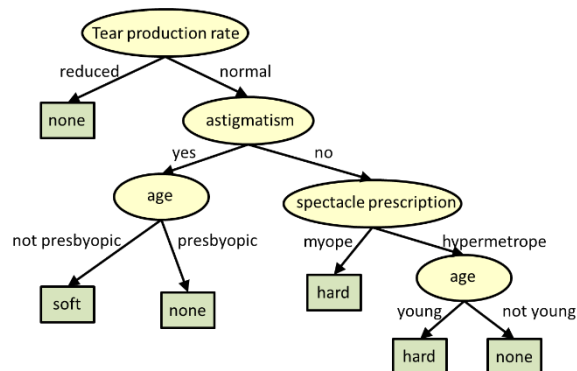 Tear production rate
reduced
normal
none
astigmatism
yes
no
age
spectacle prescription
not presbyopic
presbyopic
myope
hypermetrope
soft
none
hard
age
young
not young
hard
none